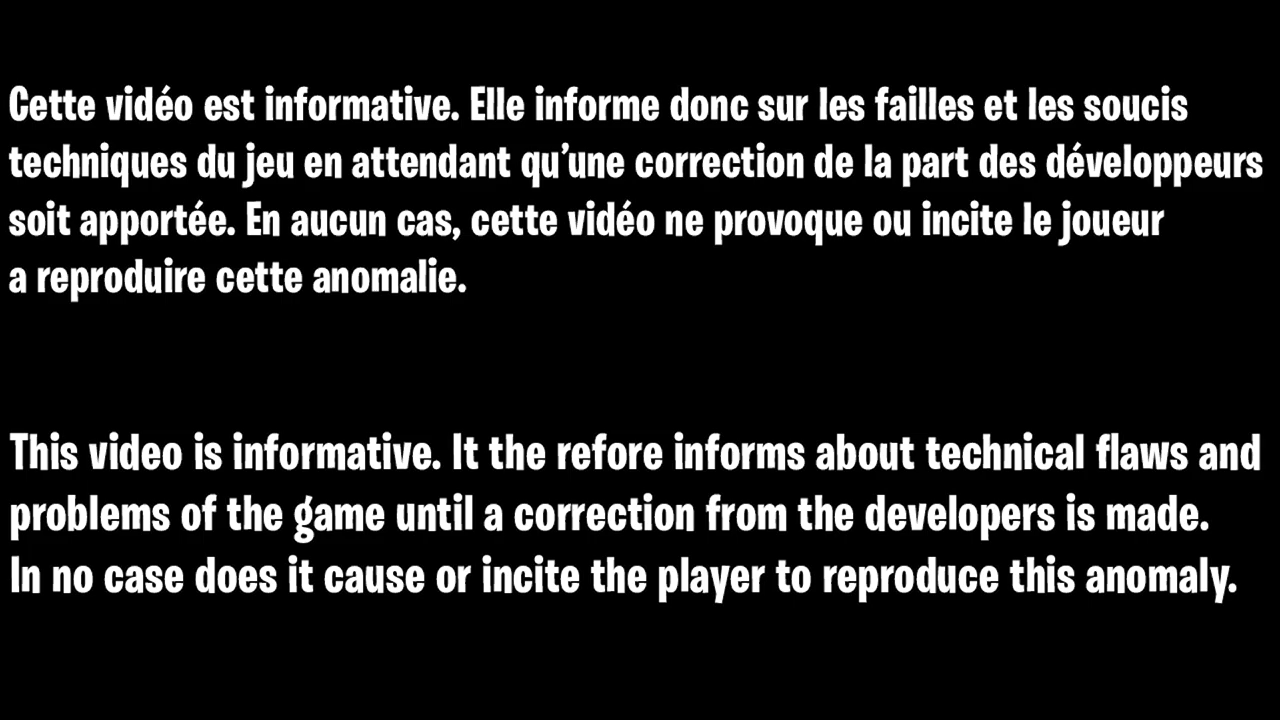 Cette vidéo est informative. Elle informe donc sur les failles et les soucis
techniques du jeu en attendant qu'une correction de la part des développeurs
soit apportée. En aucun cas, cette vidéo ne provoque ou incite le joueur
a reproduire cette anomalie.
This video is informative. It the refore informs about technical flaws and
problems of the game until a correction from the developers is made.
In no case does it cause or incite the player to reproduce this anomaly.